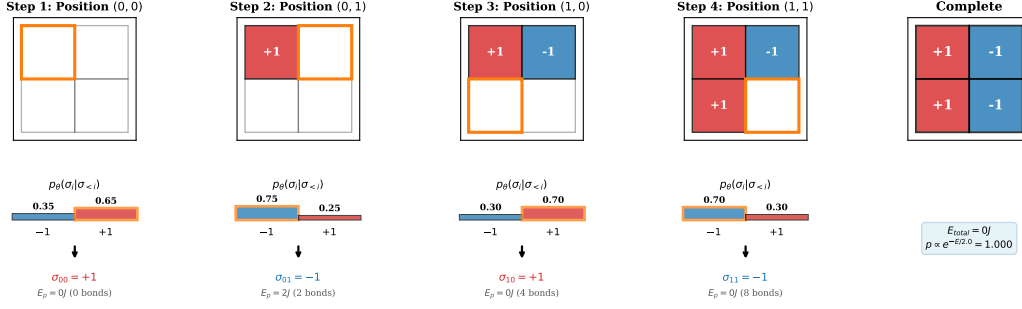 Step 1: Position (0, 0)
Step 2: Position (0, 1)
Step 3: Position (1, 0)
Step 4: Position (1, 1)
Complete
+1
+1 -1
+1 -1
+1 -1
+1
+1 -1
pθ(σi|σ<i)
pθ(σi|σ<i)
pθ(σi|σ<i)
pθ(σi|σ<i)
0.35 0.65
0.75 0.25
0.30 0.70
0.70 0.30
−1 +1
−1 +1
−1 +1
−1 +1
σ00 = +1
σ01 = −1
σ10 = +1
σ11 = −1
Ep = 0J (0 bonds)
Ep = 2J (2 bonds)
Ep = 0J (4 bonds)
Ep = 0J (8 bonds)
Etotal = 0J
p ∝ e−E/2.0 = 1.000